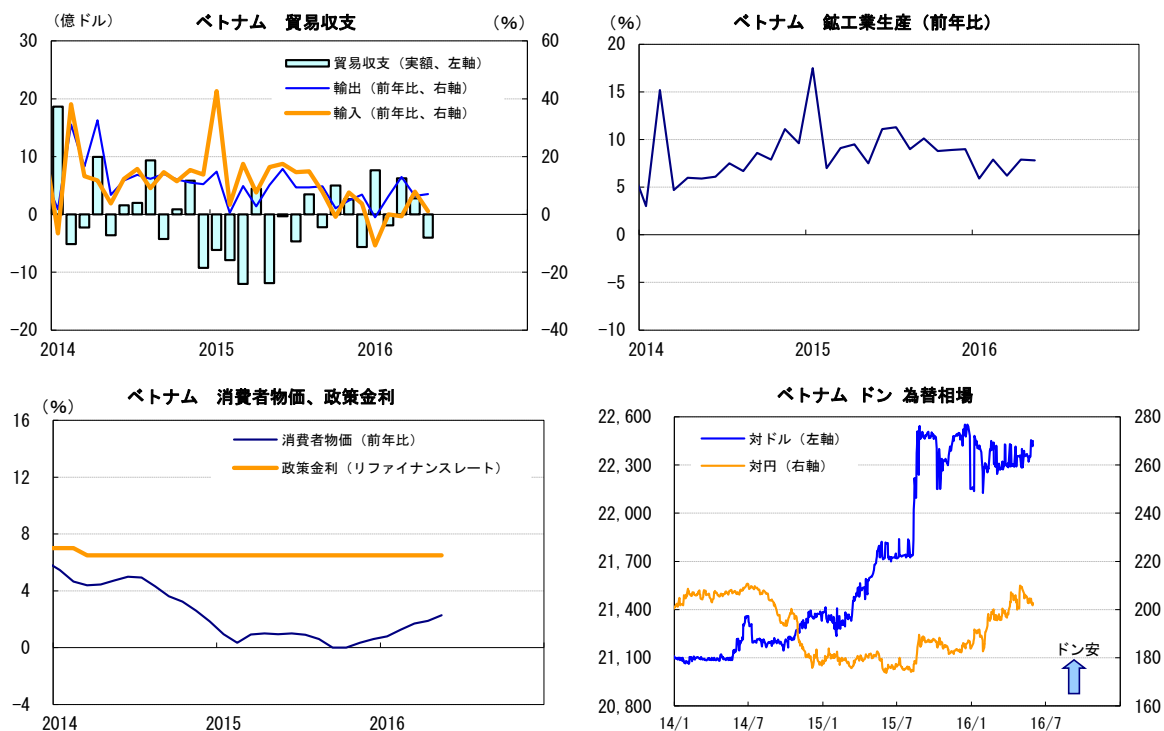 ベトナム 貿易収支
（億ドル）
（%）
貿易収支（実額、左軸）
輸出（前年比、右軸）
輸入（前年比、右軸）
30
20
10
0
-10
-20
60
40
20
0
-20
-40
2014 2015 2016
ベトナム 鉱工業生産（前年比）
（%）
20
15
10
5
0
-5
-10
2014 2015 2016
ベトナム 消費者物価、政策金利
（%）
消費者物価（前年比）
政策金利（リファイナンスレート）
16
12
8
4
0
-4
2014 2015 2016
ベトナム ドン 為替相場
対ドル（左軸）
対円（右軸）
22,600
22,300
22,000
21,700
21,400
21,100
20,800
280
260
240
220
200
180
160
ドン安
14/1 14/7 15/1 15/7 16/1 16/7